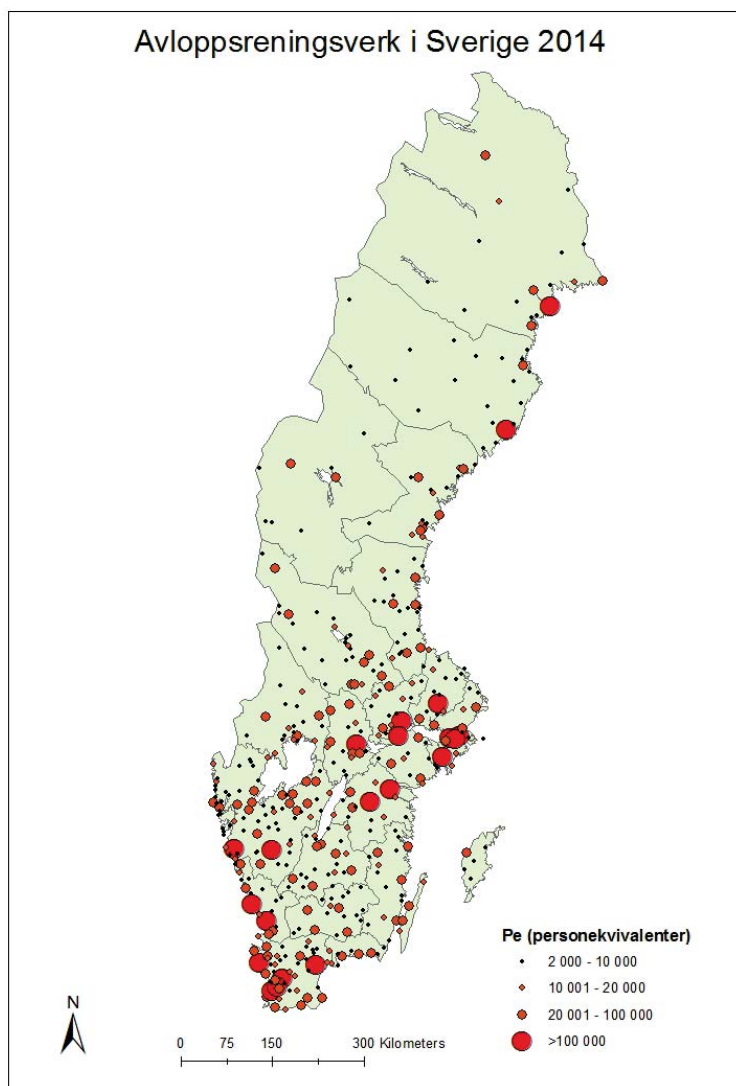 Avloppsreningsverk i Sverige 2014
Pe (personekvivalenter)
2 000 - 10 000
10 001 - 20 000
20 001 - 100 000
>100 000
N
0 75 150 300 Kilometers